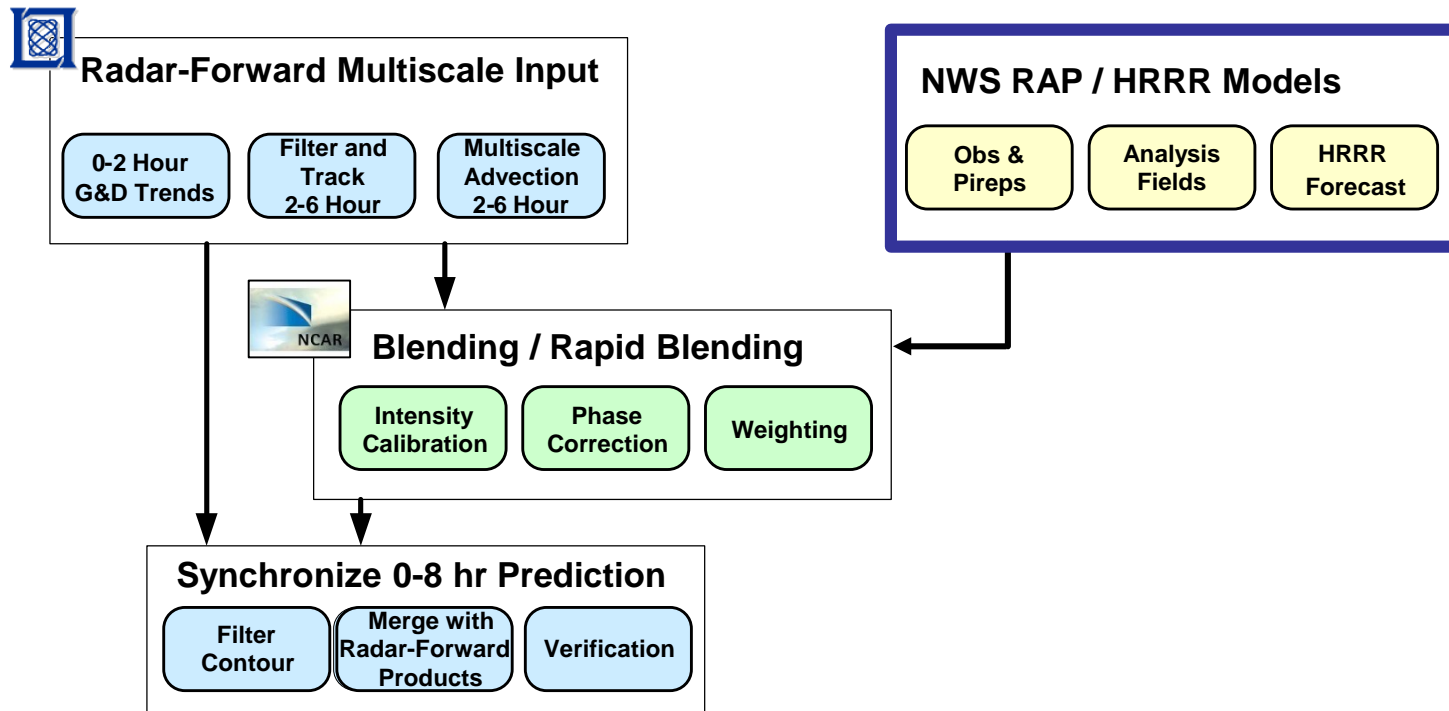 Radar-Forward Multiscale Input
0-2 Hour
G&D Trends
Filter and
Track
2-6 Hour
Multiscale
Advection
2-6 Hour
NWS RAP / HRRR Models
Obs &
Pireps
Analysis
Fields
HRRR
Forecast
NCAR
Blending / Rapid Blending
Intensity
Calibration
Phase
Correction
Weighting
Synchronize 0-8 hr Prediction
Filter
Contour
Merge with
Radar-Forward
Products
Verification